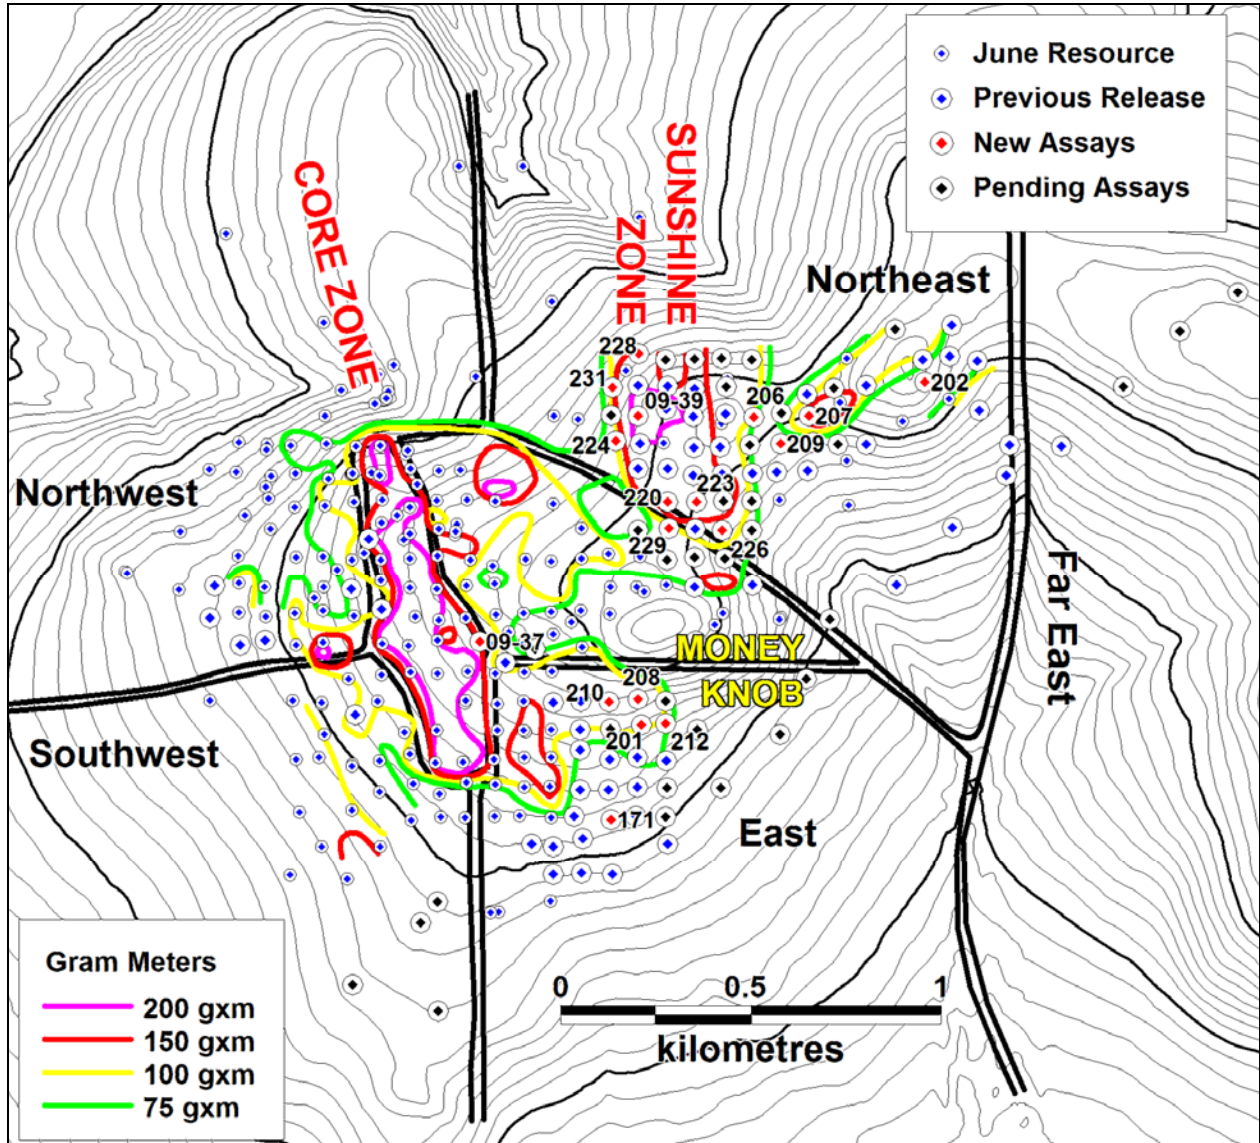 June Resource
Previous Release
New Assays
Pending Assays
CORE ZONE
SUNSHINE
ZONE
Northeast
228
231
09-39
206
202
207
224
209
Northwest
220
223
229
226
Far East
09-37
MONEY
KNOB
208
210
Southwest
201
212
171
East
Gram Meters
200 gxm
150 gxm
100 gxm
75 gxm
0 0.5 1
kilometres